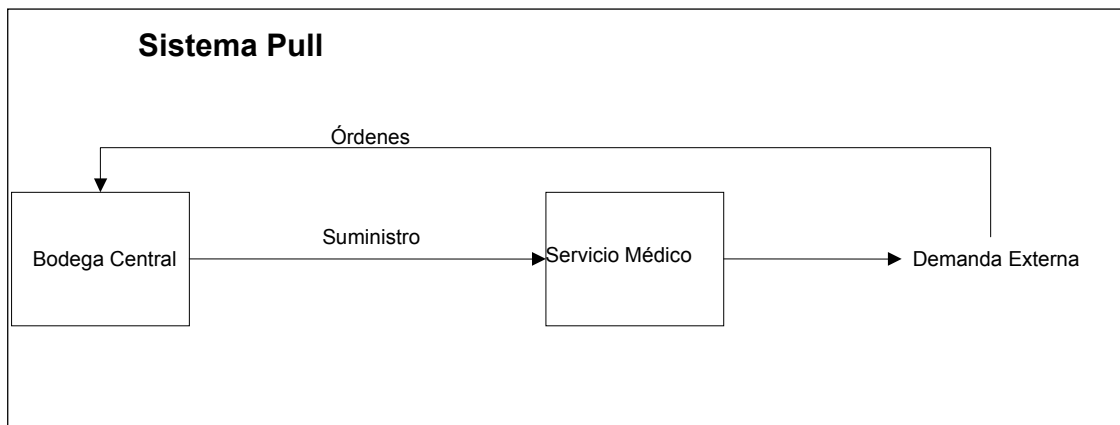 Sistema Pull
Órdenes
Suministro
Bodega Central
Servicio Médico
Demanda Externa